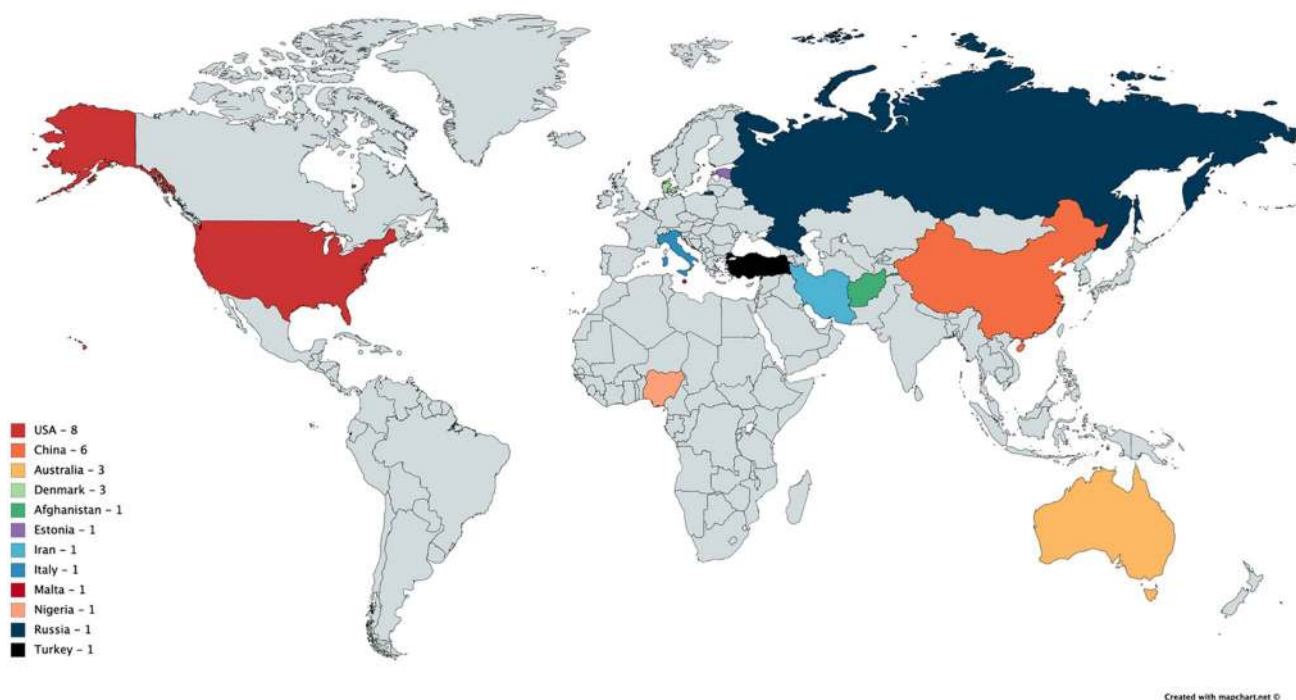 USA – 8
China – 6
Australia – 3
Denmark – 3
Afghanistan – 1
Estonia – 1
Iran – 1
Italy – 1
Malta – 1
Nigeria – 1
Russia – 1
Turkey – 1
Created with mapchart.net ©